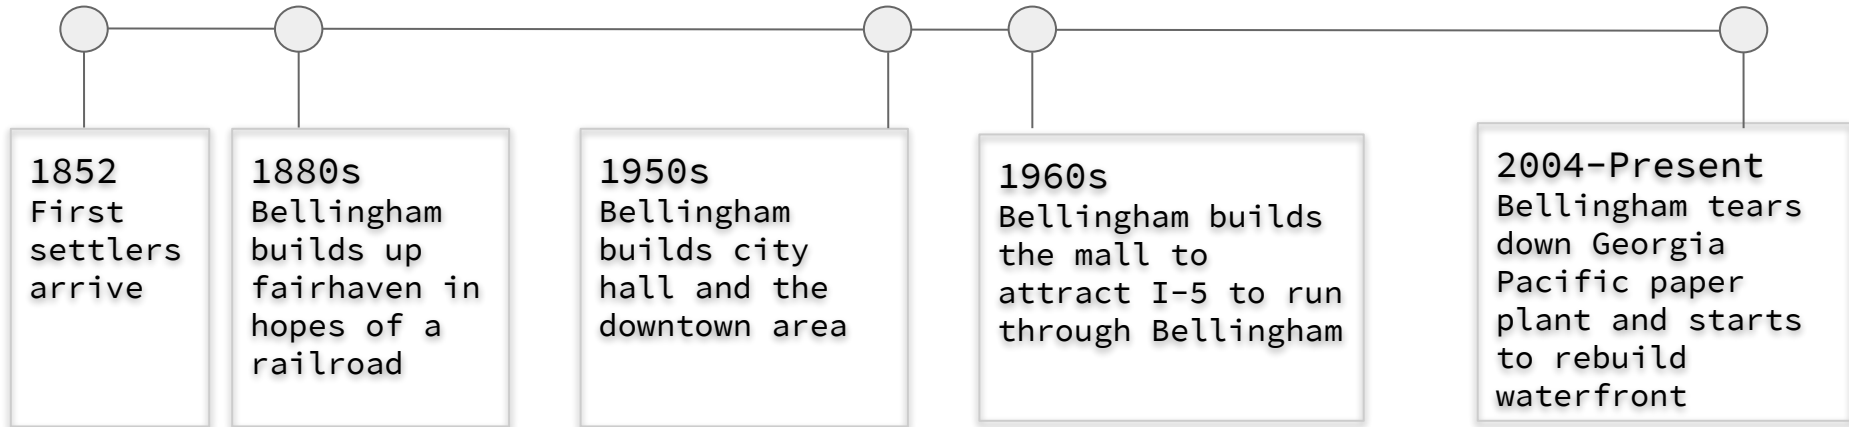 1852
First
settlers
arrive
1880s
Bellingham
builds up
fairhaven in
hopes of a
railroad
1950s
Bellingham
builds city
hall and the
downtown area
1960s
Bellingham builds
the mall to
attract I-5 to run
through Bellingham
2004-Present
Bellingham tears
down Georgia
Pacific paper
plant and starts
to rebuild
waterfront